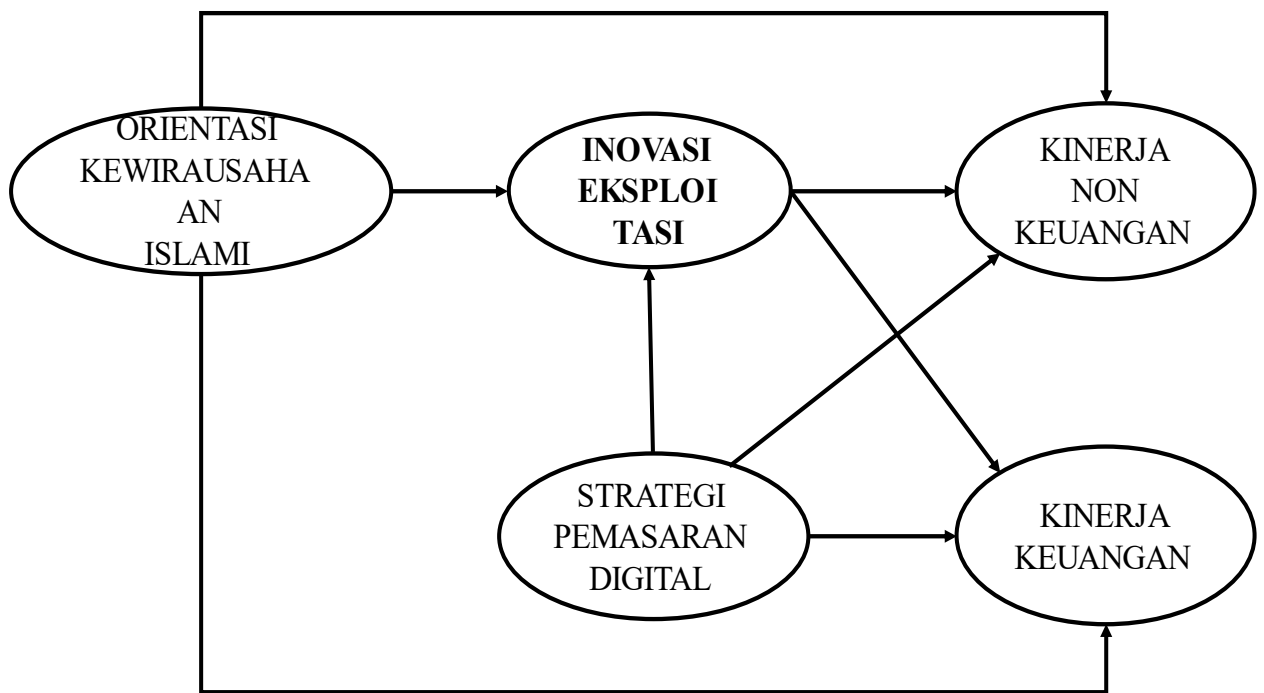 ORIENTASI
KEWIRAUSAHA
AN
ISLAMI
INOVASI
EKSPLOI
TASI
KINERJA
NON
KEUANGAN
STRATEGI
PEMASARAN
DIGITAL
KINERJA
KEUANGAN